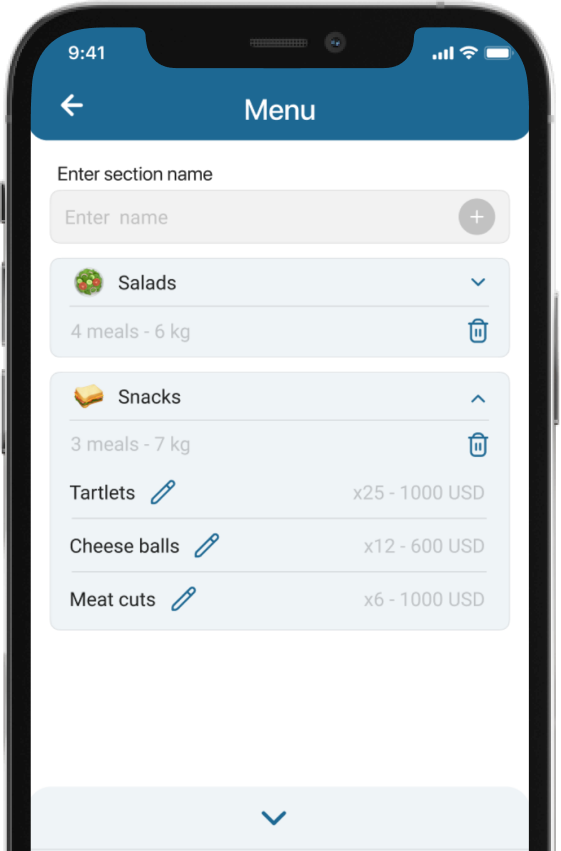 9:41
Menu
Enter section name
Enter name
Salads
4 meals - 6 kg
Snacks
3 meals - 7 kg
Tartlets x25 - 1000 USD
Cheese balls x12 - 600 USD
Meat cuts x6 - 1000 USD